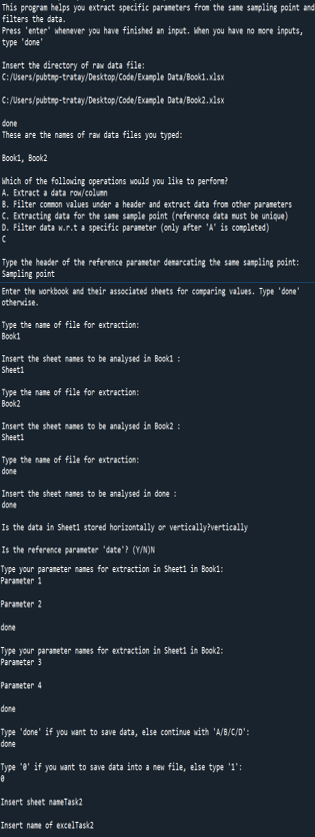 This program helps you extract specific parameters from the same sampling point and
filters the data.
Press 'enter' whenever you have finished an input. When you have no more inputs,
type 'done'
Insert the directory of raw data file:
C:/Users/pubtmp-tratay/Desktop/Code/Example Data/Book1.xlsx
C:/Users/pubtmp-tratay/Desktop/Code/Example Data/Book2.xlsx
done
These are the names of raw data files you typed:
Book1, Book2
Which of the following operations would you like to perform?
A. Extract a data row/column
B. Filter common values under a header and extract data from other parameters
C. Extracting data for the same sample point (reference data must be unique)
D. Filter data w.r.t a specific parameter (only after 'A' is completed)
C
Type the header of the reference parameter demarcating the same sampling point:
Sampling point
Enter the workbook and their associated sheets for comparing values. Type 'done'
otherwise.
Type the name of file for extraction:
Book1
Insert the sheet names to be analysed in Book1 :
Sheet1
Type the name of file for extraction:
Book2
Insert the sheet names to be analysed in Book2 :
Sheet1
Type the name of file for extraction:
done
Insert the sheet names to be analysed in done :
done
Is the data in Sheet1 stored horizontally or vertically?vertically
Is the reference parameter 'date'? (Y/N)N
Type your parameter names for extraction in Sheet1 in Book1:
Parameter 1
Parameter 2
done
Type your parameter names for extraction in Sheet1 in Book2:
Parameter 3
Parameter 4
done
Type 'done' if you want to save data, else continue with 'A/B/C/D':
done
Type '0' if you want to save data into a new file, else type '1':
0
Insert sheet nameTask2
Insert name of excelTask2